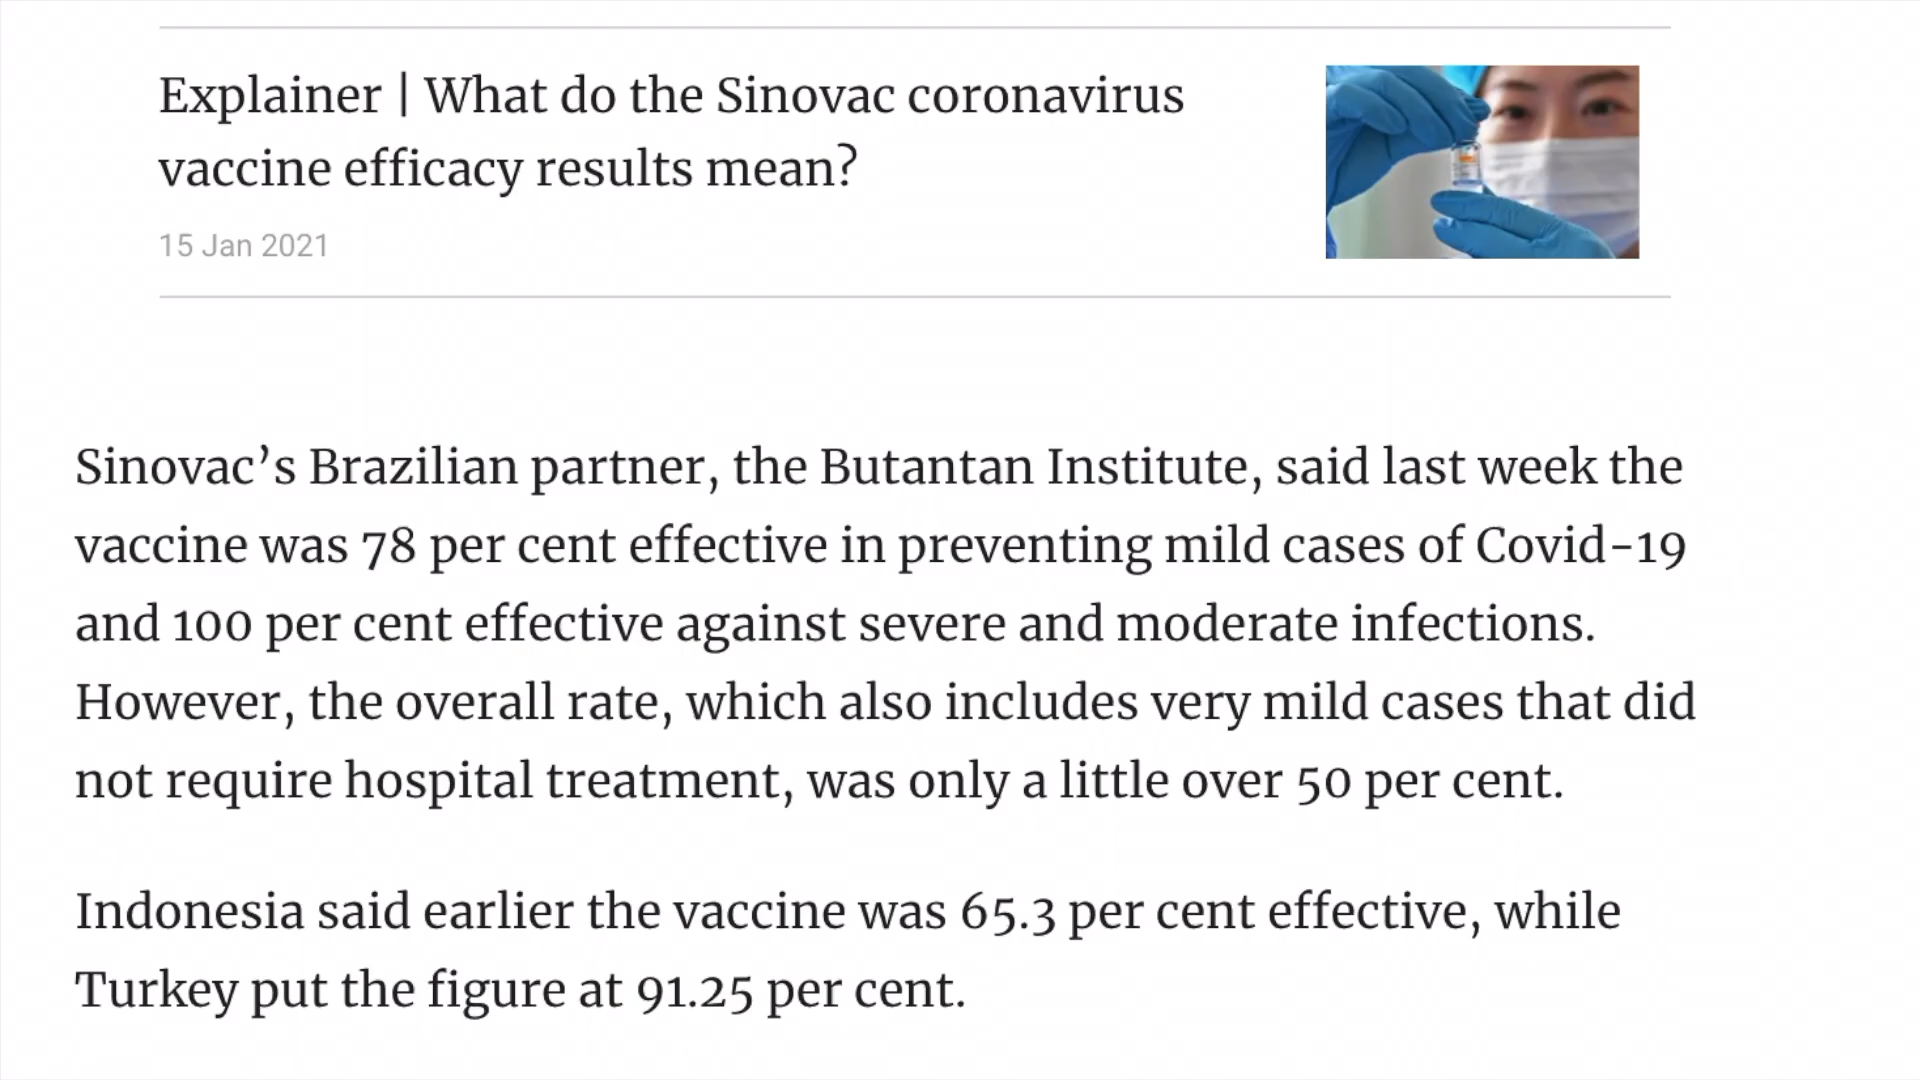 Explainer | What do the Sinovac coronavirus
vaccine efficacy results mean?
15 Jan 2021
Sinovac’s Brazilian partner, the Butantan Institute, said last week the
vaccine was 78 per cent effective in preventing mild cases of Covid-19
and 100 per cent effective against severe and moderate infections.
However, the overall rate, which also includes very mild cases that did
not require hospital treatment, was only a little over 50 per cent.
Indonesia said earlier the vaccine was 65.3 per cent effective, while
Turkey put the figure at 91.25 per cent.